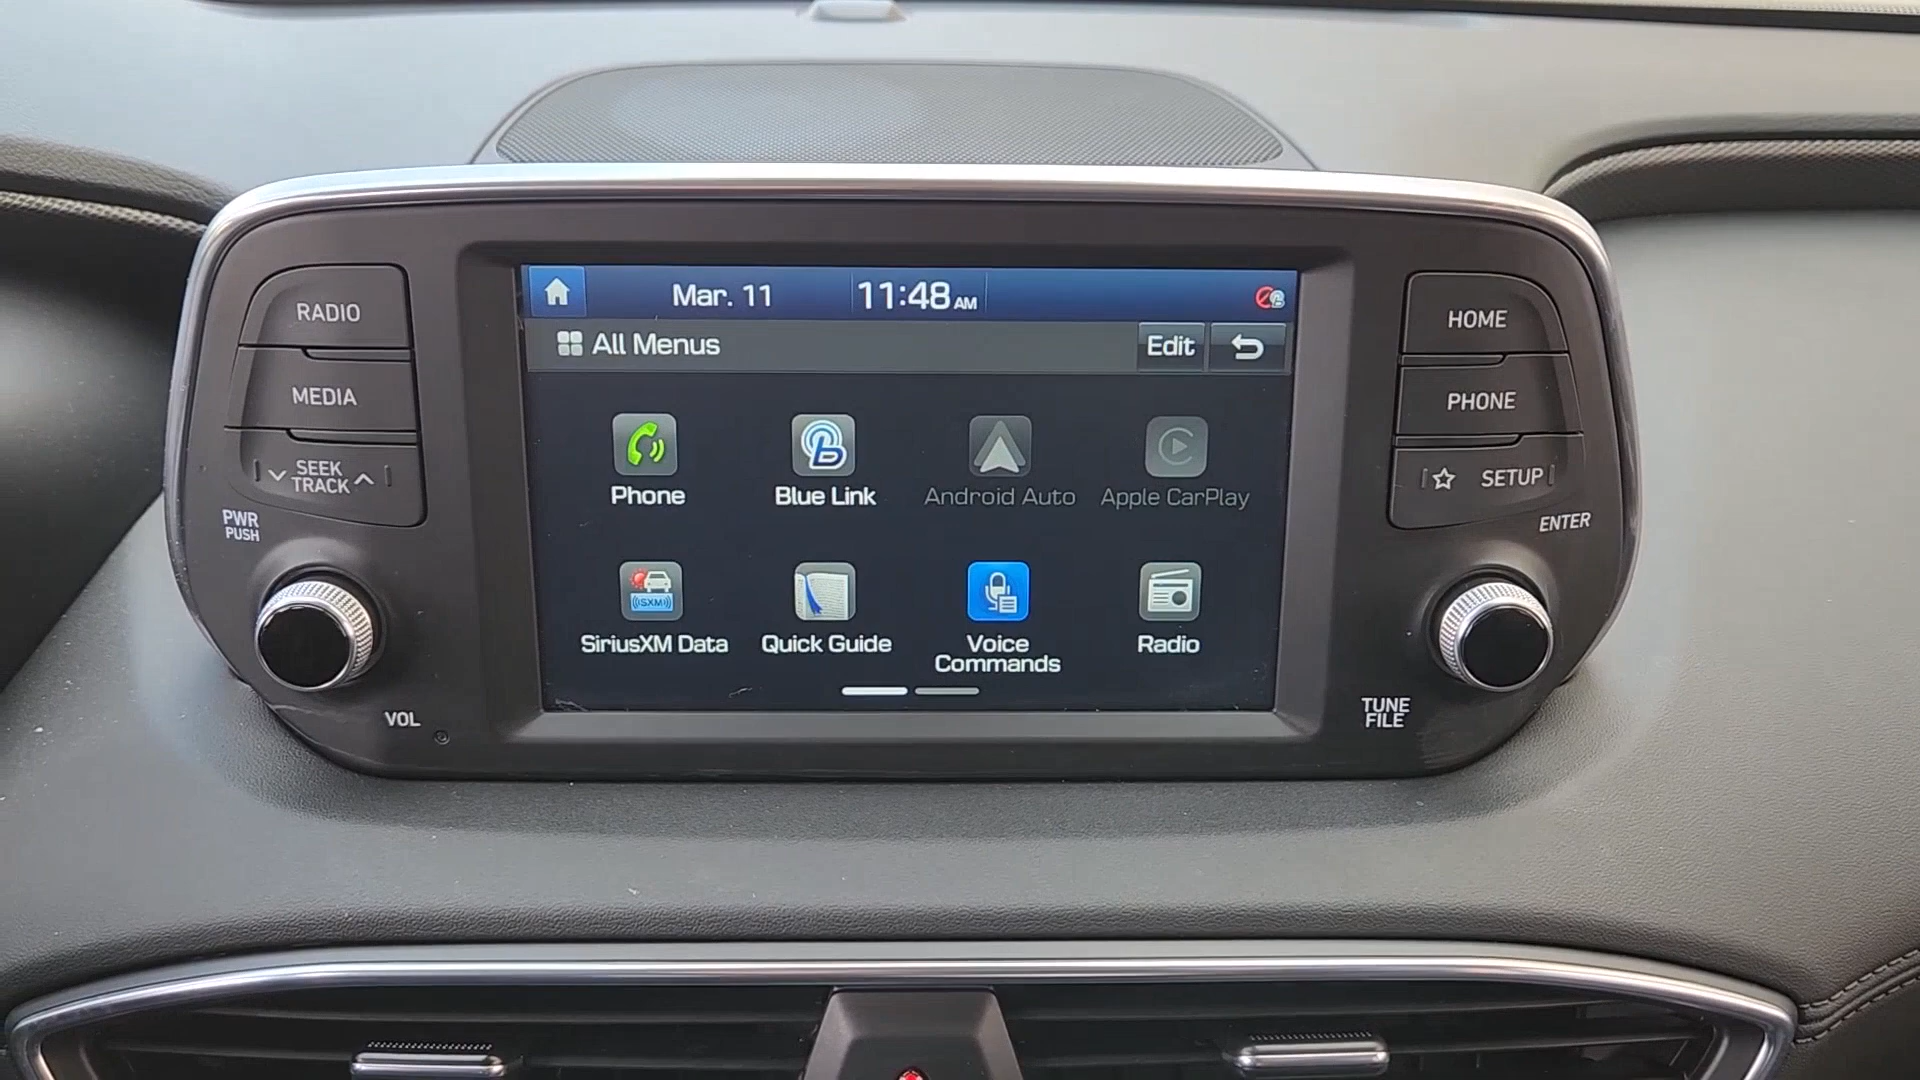 RADIO
MEDIA
SEEK
TRACK
PWR
PUSH
VOL
Mar. 11
11:48 AM
All Menus
Edit
Phone
Blue Link
Android Auto
Apple CarPlay
SXM
SiriusXM Data
Quick Guide
Voice
Commands
Radio
HOME
PHONE
SETUP
ENTER
TUNE
FILE